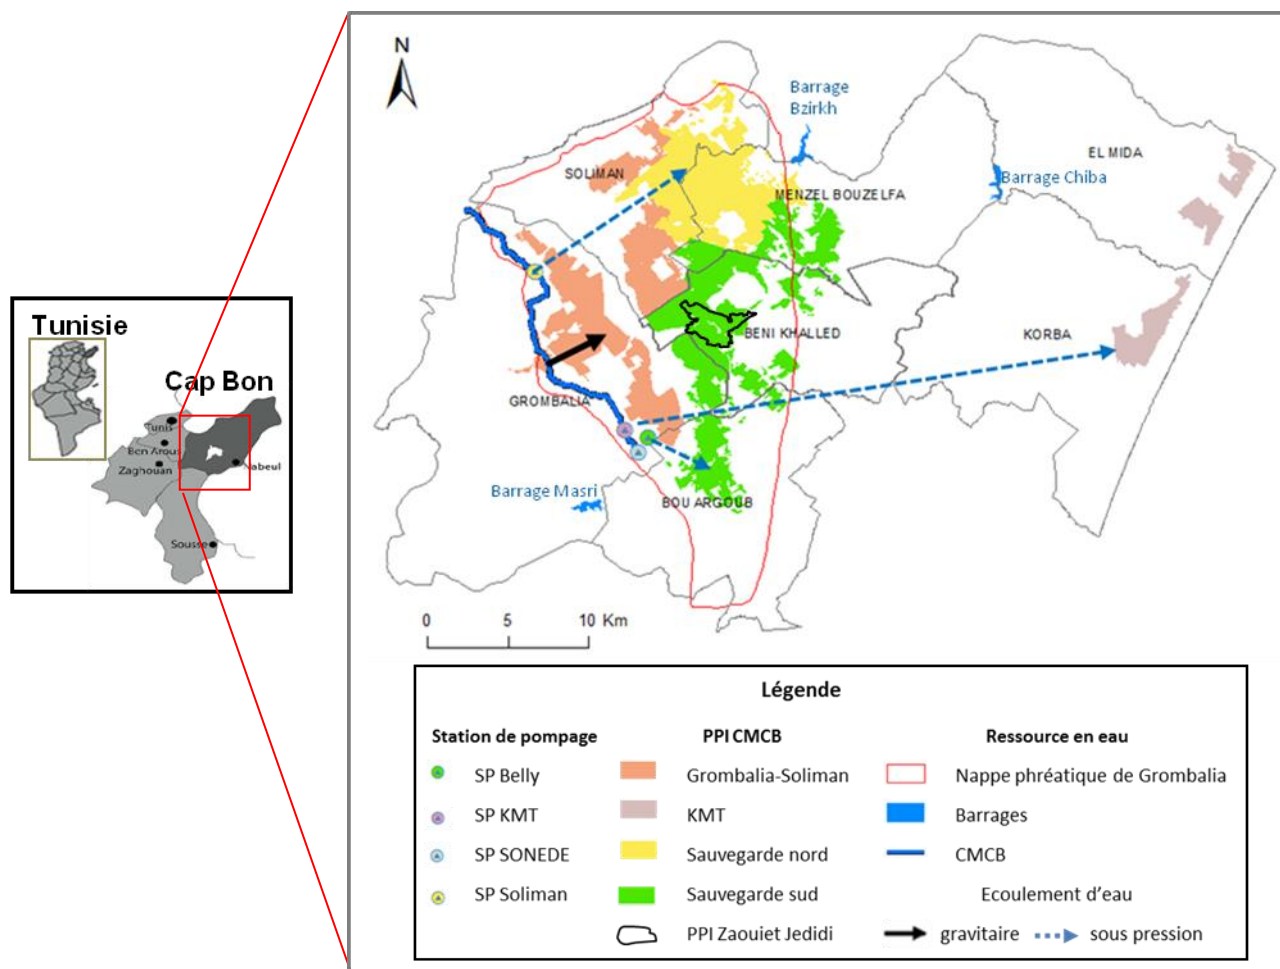 Tunisie
Cap Bon
Tunis
Ben Arous
Zaghouan
Nabeul
Sousse
N
Barrage
Bzirkh
EL MIDA
Barrage Chiba
SOLIMAN
MENZEL BOUZELFA
BENI KHALLED
KORBA
GROMBALIA
Barrage Masri
BOU ARGOUB
0 5 10 Km
Légende
Station de pompage
SP Belly
SP KMT
SP SONEDE
SP Soliman
PPI CMCB
Grombalia-Soliman
KMT
Sauvegarde nord
Sauvegarde sud
PPI Zaouiet Jedidi
Ressource en eau
Nappe phréatique de Grombalia
Barrages
CMCB
Ecoulement d'eau
gravitaire
sous pression